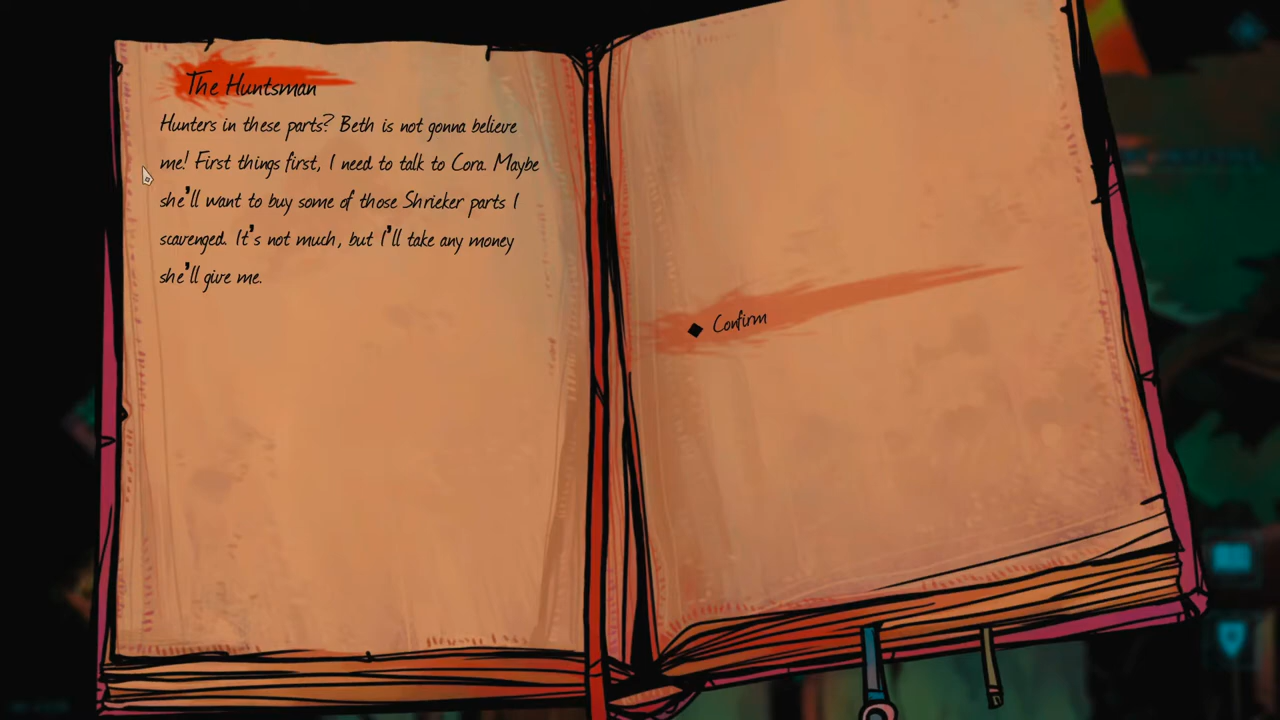 The Huntsman
Hunters in these parts? Beth is not gonna believe
me! First things first, I need to talk to Cora. Maybe
she'll want to buy some of those Shrieker parts I
scavenged. It's not much, but I'll take any money
she'll give me.
Confirm